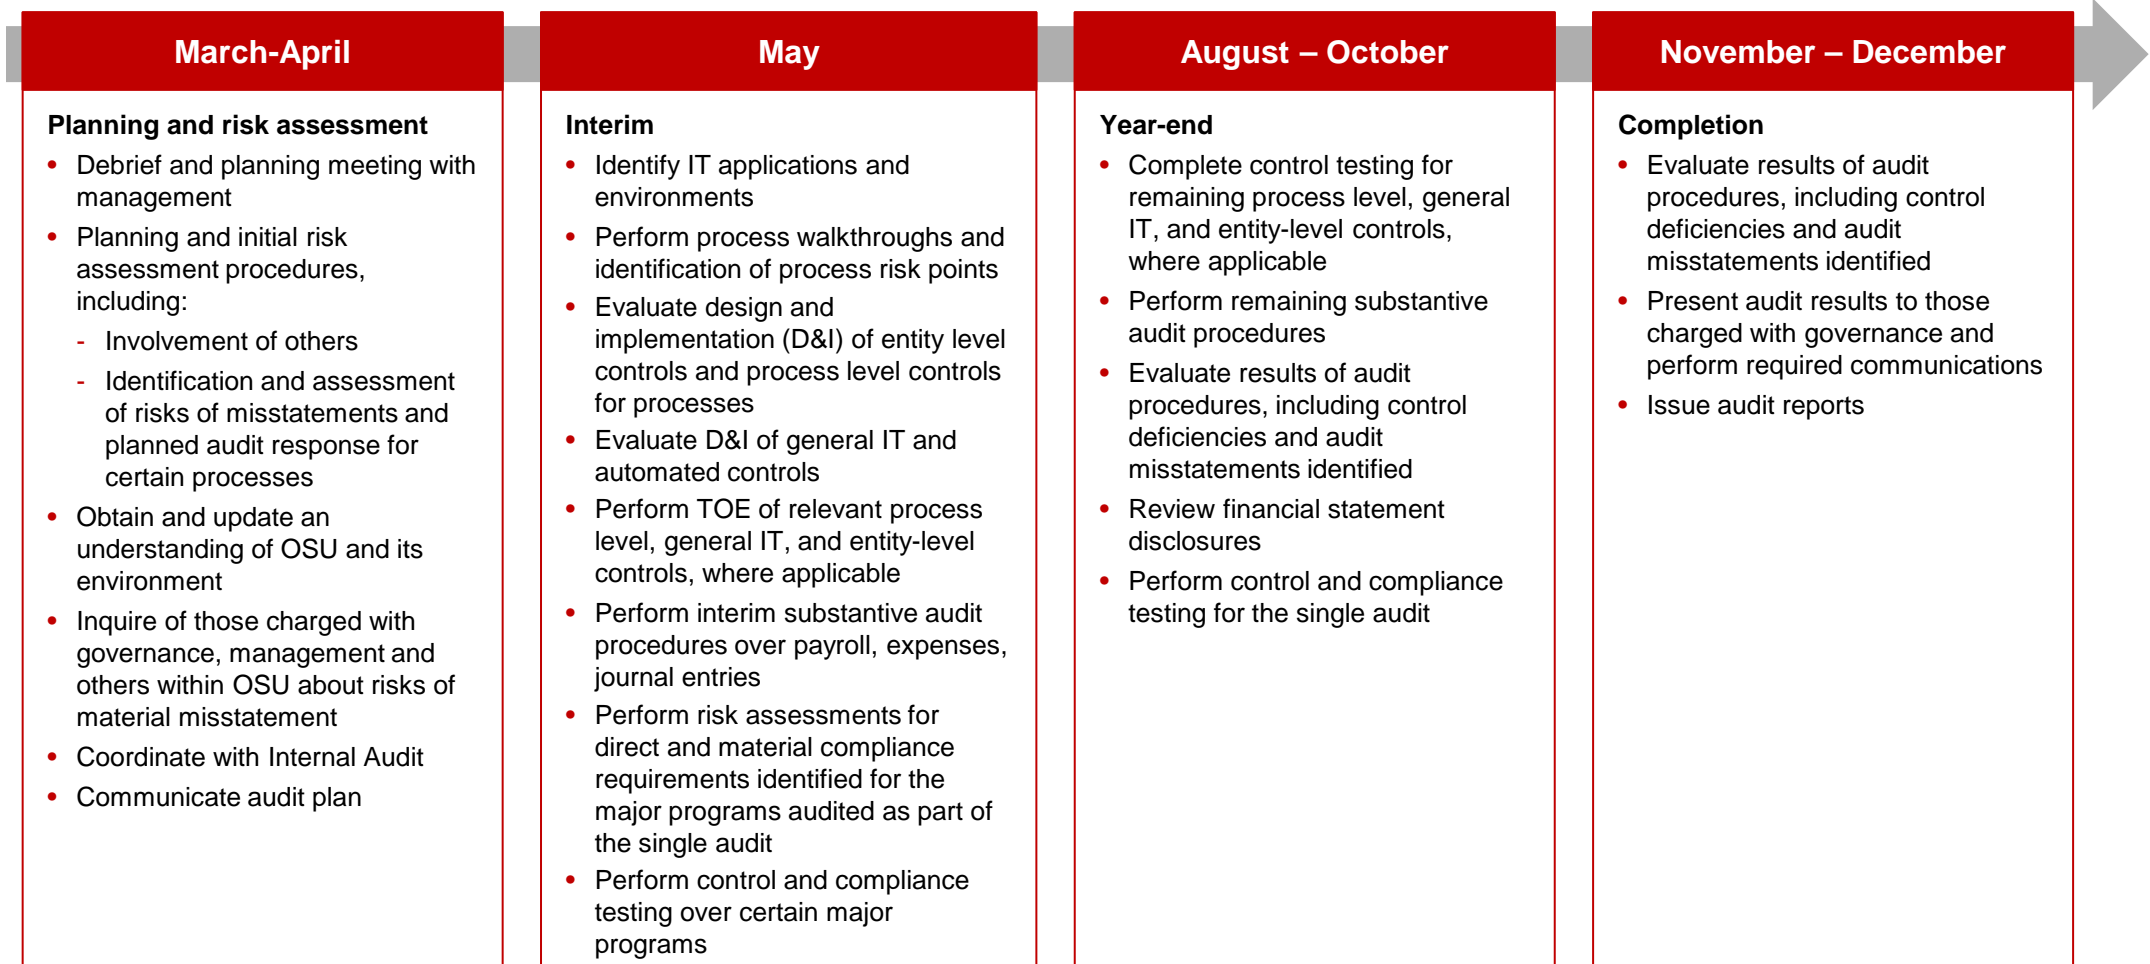 March-April
Planning and risk assessment
• Debrief and planning meeting with
management
• Planning and initial risk
assessment procedures,
including:
- Involvement of others
- Identification and assessment
of risks of misstatements and
planned audit response for
certain processes
• Obtain and update an
understanding of OSU and its
environment
• Inquire of those charged with
governance, management and
others within OSU about risks of
material misstatement
• Coordinate with Internal Audit
• Communicate audit plan
May
Interim
• Identify IT applications and
environments
• Perform process walkthroughs and
identification of process risk points
• Evaluate design and
implementation (D&I) of entity level
controls and process level controls
for processes
• Evaluate D&I of general IT and
automated controls
• Perform TOE of relevant process
level, general IT, and entity-level
controls, where applicable
• Perform interim substantive audit
procedures over payroll, expenses,
journal entries
• Perform risk assessments for
direct and material compliance
requirements identified for the
major programs audited as part of
the single audit
• Perform control and compliance
testing over certain major
programs
August – October
Year-end
• Complete control testing for
remaining process level, general
IT, and entity-level controls,
where applicable
• Perform remaining substantive
audit procedures
• Evaluate results of audit
procedures, including control
deficiencies and audit
misstatements identified
• Review financial statement
disclosures
• Perform control and compliance
testing for the single audit
November – December
Completion
• Evaluate results of audit
procedures, including control
deficiencies and audit
misstatements identified
• Present audit results to those
charged with governance and
perform required communications
• Issue audit reports